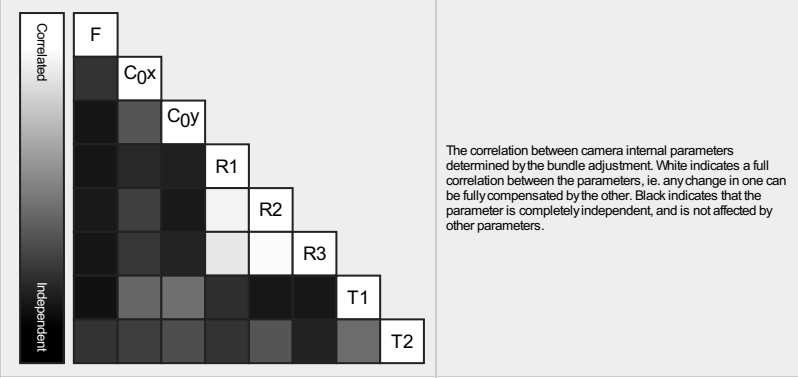 Correlated
Independent
F
C0x
C0y
R1
R2
R3
T1
T2
The correlation between camera internal parameters
determined by the bundle adjustment. White indicates a full
correlation between the parameters, ie. any change in one can
be fully compensated by the other. Black indicates that the
parameter is completely independent, and is not affected by
other parameters.